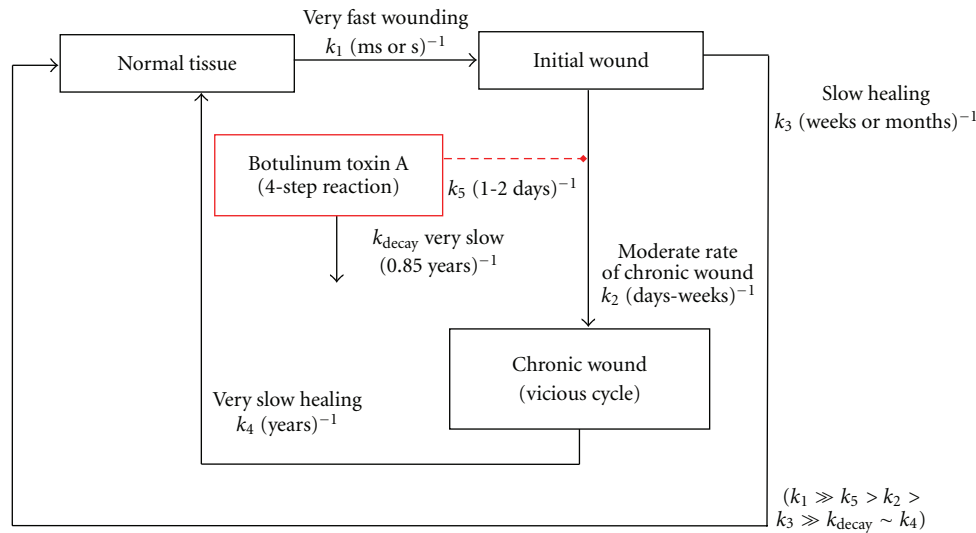 Very fast wounding
k₁ (ms or s)⁻¹
Normal tissue
Initial wound
Slow healing
k₃ (weeks or months)⁻¹
Botulinum toxin A
(4-step reaction)
k₅ (1-2 days)⁻¹
k_decay very slow
(0.85 years)⁻¹
Moderate rate
of chronic wound
k₂ (days-weeks)⁻¹
Chronic wound
(vicious cycle)
Very slow healing
k₄ (years)⁻¹
(k₁ ≫ k₅ > k₂ >
k₃ ≫ k_decay ~ k₄)